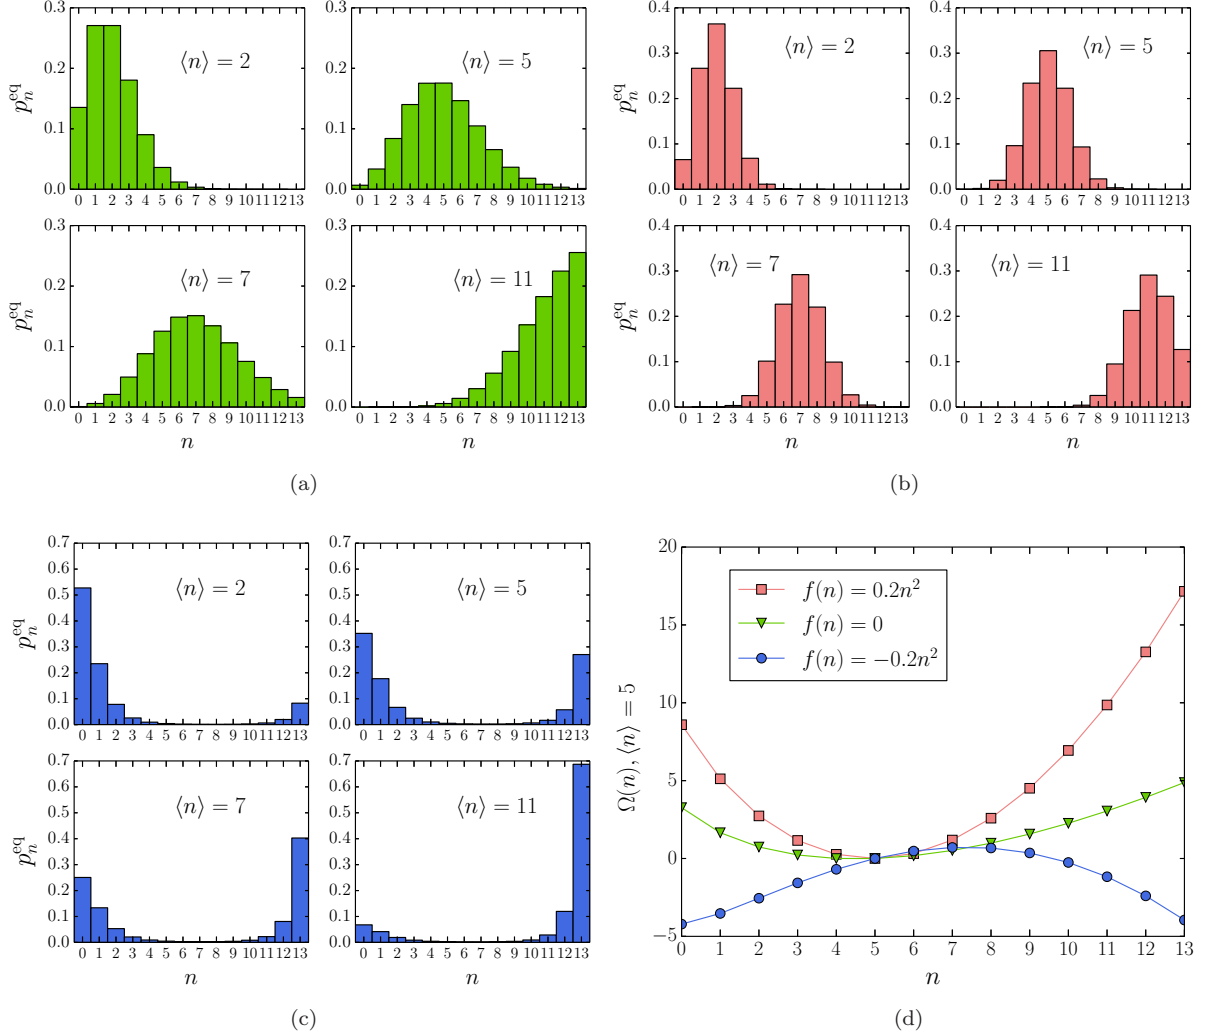 0.3
0.2
0.1
0.0
p_n^eq
⟨n⟩ = 2
0 1 2 3 4 5 6 7 8 9 10 11 12 13
0.3
0.2
0.1
0.0
⟨n⟩ = 5
0 1 2 3 4 5 6 7 8 9 10 11 12 13
0.3
0.2
0.1
0.0
p_n^eq
⟨n⟩ = 7
0 1 2 3 4 5 6 7 8 9 10 11 12 13
n
0.3
0.2
0.1
0.0
⟨n⟩ = 11
0 1 2 3 4 5 6 7 8 9 10 11 12 13
n
(a)
0.4
0.3
0.2
0.1
0.0
p_n^eq
⟨n⟩ = 2
0 1 2 3 4 5 6 7 8 9 10 11 12 13
0.4
0.3
0.2
0.1
0.0
⟨n⟩ = 5
0 1 2 3 4 5 6 7 8 9 10 11 12 13
0.4
0.3
0.2
0.1
0.0
p_n^eq
⟨n⟩ = 7
0 1 2 3 4 5 6 7 8 9 10 11 12 13
n
0.4
0.3
0.2
0.1
0.0
⟨n⟩ = 11
0 1 2 3 4 5 6 7 8 9 10 11 12 13
n
(b)
0.7
0.6
0.5
0.4
0.3
0.2
0.1
0.0
p_n^eq
⟨n⟩ = 2
0 1 2 3 4 5 6 7 8 9 10 11 12 13
0.7
0.6
0.5
0.4
0.3
0.2
0.1
0.0
⟨n⟩ = 5
0 1 2 3 4 5 6 7 8 9 10 11 12 13
0.7
0.6
0.5
0.4
0.3
0.2
0.1
0.0
p_n^eq
⟨n⟩ = 7
0 1 2 3 4 5 6 7 8 9 10 11 12 13
n
0.7
0.6
0.5
0.4
0.3
0.2
0.1
0.0
⟨n⟩ = 11
0 1 2 3 4 5 6 7 8 9 10 11 12 13
n
(c)
20
15
10
5
0
−5
Ω(n), ⟨n⟩ = 5
f(n) = 0.2n²
f(n) = 0
f(n) = −0.2n²
0 1 2 3 4 5 6 7 8 9 10 11 12 13
n
(d)